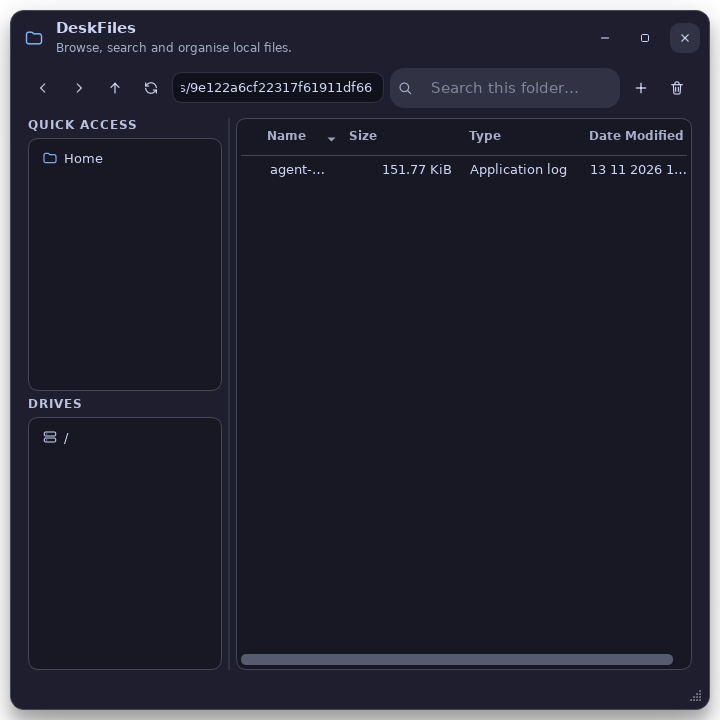 DeskFiles
Browse, search and organise local files.
s/9e122a6cf22317f61911df66
Search this folder...
QUICK ACCESS
Home
DRIVES
/
Name Size Type Date Modified
agent-... 151.77 KiB Application log 13 11 2026 1...